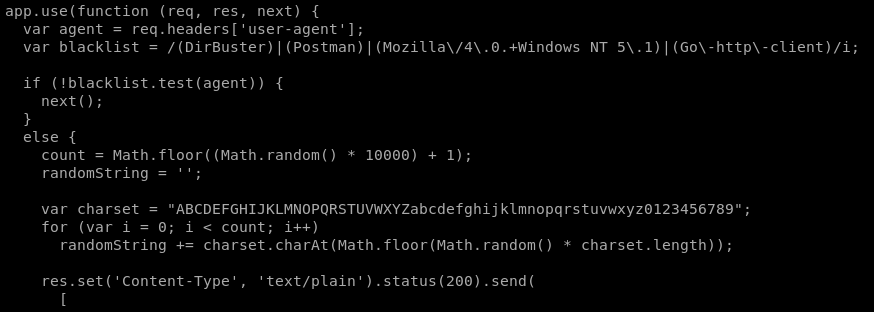 app.use(function (req, res, next) {
  var agent = req.headers['user-agent'];
  var blacklist = /(DirBuster)|(Postman)|(Mozilla\/4\.0.+Windows NT 5\.1)|(Go\-http\-client)/i;

  if (!blacklist.test(agent)) {
    next();
  }
  else {
    count = Math.floor((Math.random() * 10000) + 1);
    randomString = '';

    var charset = "ABCDEFGHIJKLMNOPQRSTUVWXYZabcdefghijklmnopqrstuvwxyz0123456789";
    for (var i = 0; i < count; i++)
      randomString += charset.charAt(Math.floor(Math.random() * charset.length));

    res.set('Content-Type', 'text/plain').status(200).send(
      [